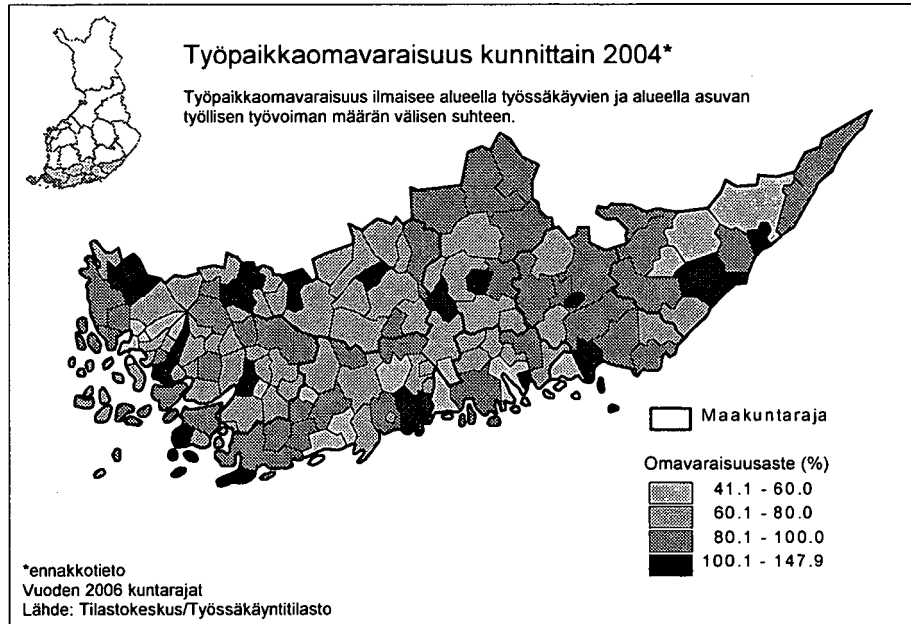 Työpaikkaomavaraisuus kunnittain 2004*
Työpaikkaomavaraisuus ilmaisee alueella työssäkäyvien ja alueella asuvan
työllisen työvoiman määrän välisen suhteen.
Maakuntaraja
Omavaraisuusaste (%)
41.1 - 60.0
60.1 - 80.0
80.1 - 100.0
100.1 - 147.9
*ennakkotieto
Vuoden 2006 kuntarajat
Lähde: Tilastokeskus/Työssäkäyntitilasto